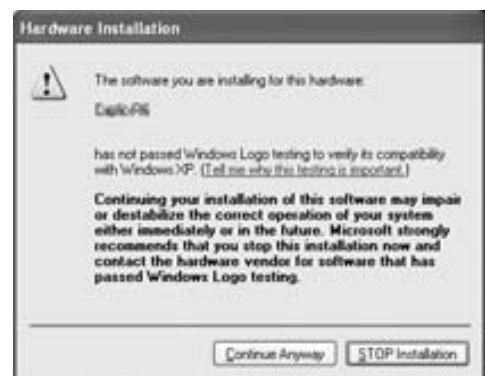 Hardware Installation
The software you are installing for this hardware:
has not passed Windows Logo testing to verify its compatibility
with Windows XP. (Tell me why this testing is important.)
Continuing your installation of this software may impair
or destabilize the correct operation of your system
either immediately or in the future. Microsoft strongly
recommends that you stop this installation now and
contact the hardware vendor for software that has
passed Windows Logo testing.
Continue Anyway
STOP Installation